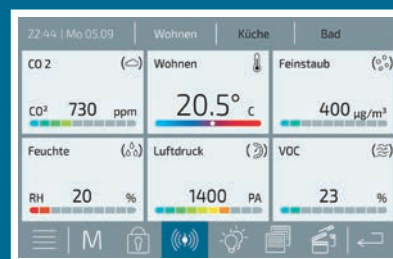 22:44 | Mo 05.09 Wohnen Küche Bad
CO 2 Wohnen Feinstaub
CO² 730 ppm 20.5° c 400 µg/m³
Feuchte Luftdruck VOC
RH 20 % 1400 PA 23 %
M